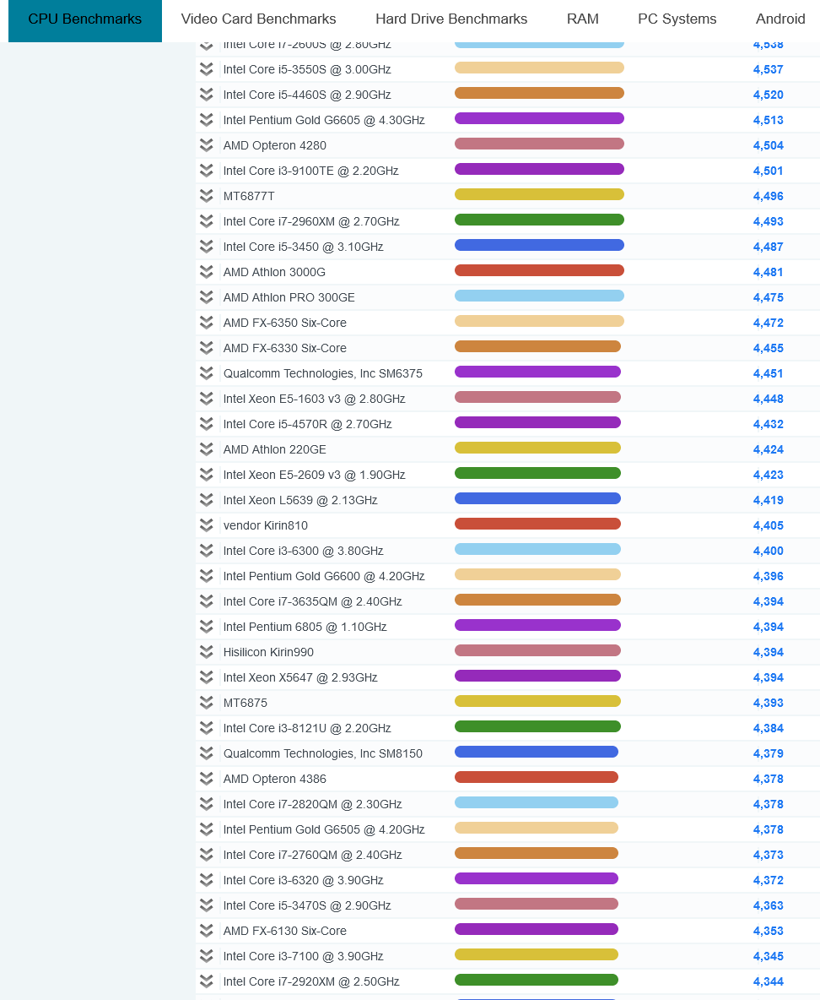 CPU Benchmarks Video Card Benchmarks Hard Drive Benchmarks RAM PC Systems Android
Intel Core i7-2600S @ 2.80GHz 4,538
Intel Core i5-3550S @ 3.00GHz 4,537
Intel Core i5-4460S @ 2.90GHz 4,520
Intel Pentium Gold G6605 @ 4.30GHz 4,513
AMD Opteron 4280 4,504
Intel Core i3-9100TE @ 2.20GHz 4,501
MT6877T 4,496
Intel Core i7-2960XM @ 2.70GHz 4,493
Intel Core i5-3450 @ 3.10GHz 4,487
AMD Athlon 3000G 4,481
AMD Athlon PRO 300GE 4,475
AMD FX-6350 Six-Core 4,472
AMD FX-6330 Six-Core 4,455
Qualcomm Technologies, Inc SM6375 4,451
Intel Xeon E5-1603 v3 @ 2.80GHz 4,448
Intel Core i5-4570R @ 2.70GHz 4,432
AMD Athlon 220GE 4,424
Intel Xeon E5-2609 v3 @ 1.90GHz 4,423
Intel Xeon L5639 @ 2.13GHz 4,419
vendor Kirin810 4,405
Intel Core i3-6300 @ 3.80GHz 4,400
Intel Pentium Gold G6600 @ 4.20GHz 4,396
Intel Core i7-3635QM @ 2.40GHz 4,394
Intel Pentium 6805 @ 1.10GHz 4,394
Hisilicon Kirin990 4,394
Intel Xeon X5647 @ 2.93GHz 4,394
MT6875 4,393
Intel Core i3-8121U @ 2.20GHz 4,384
Qualcomm Technologies, Inc SM8150 4,379
AMD Opteron 4386 4,378
Intel Core i7-2820QM @ 2.30GHz 4,378
Intel Pentium Gold G6505 @ 4.20GHz 4,378
Intel Core i7-2760QM @ 2.40GHz 4,373
Intel Core i3-6320 @ 3.90GHz 4,372
Intel Core i5-3470S @ 2.90GHz 4,363
AMD FX-6130 Six-Core 4,353
Intel Core i3-7100 @ 3.90GHz 4,345
Intel Core i7-2920XM @ 2.50GHz 4,344